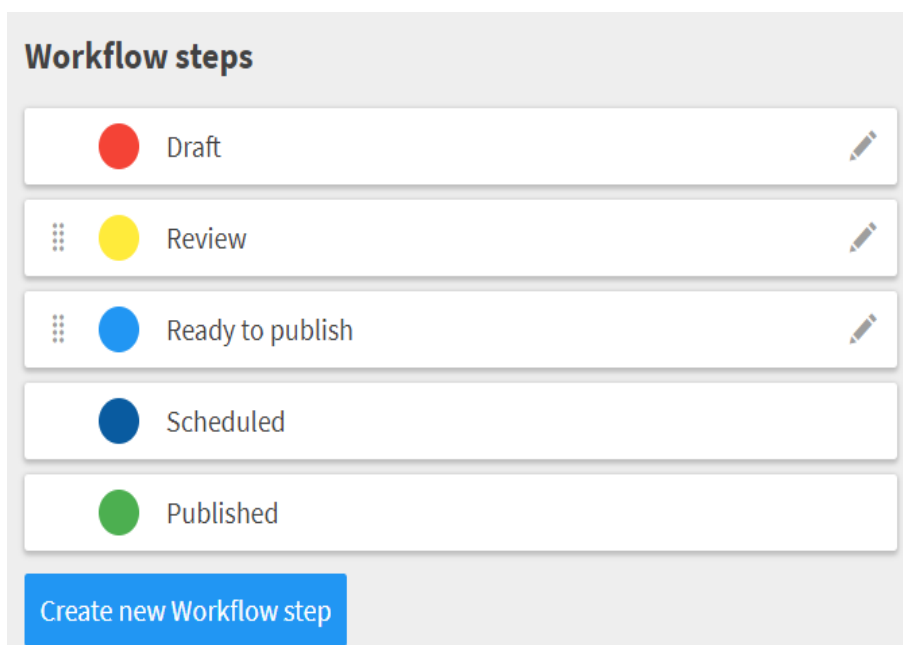 Workflow steps
Draft
Review
Ready to publish
Scheduled
Published
Create new Workflow step